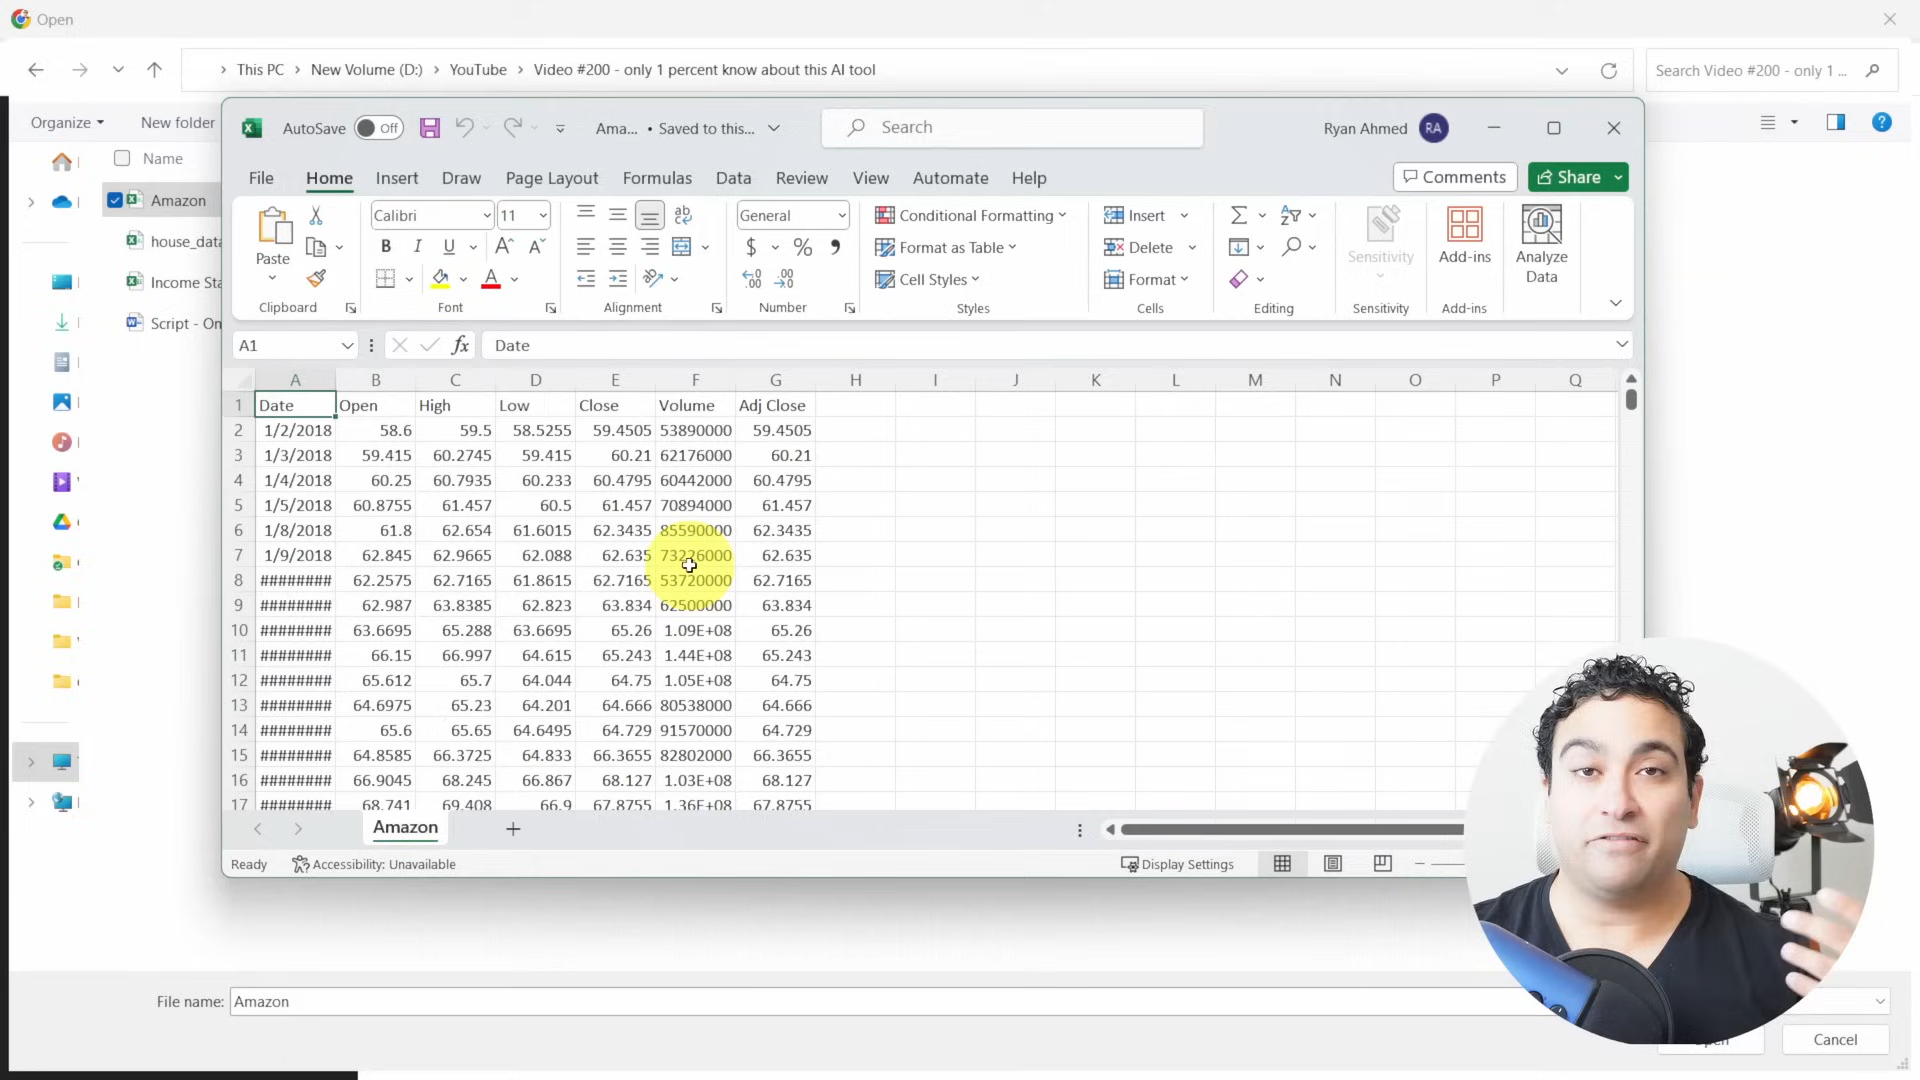 Open
This PC > New Volume (D:) > YouTube > Video #200 - only 1 percent know about this AI tool
Search Video #200 - only 1 ...
Organize
New folder
Name
Amazon
house_data
Income Sta
Script - On
AutoSave Off
Ama... • Saved to this...
Search
Ryan Ahmed RA
File Home Insert Draw Page Layout Formulas Data Review View Automate Help
Comments Share
Paste
Clipboard
Calibri 11
B I U A A A
Font
Alignment
General
$ % ,
Number
Conditional Formatting
Format as Table
Cell Styles
Styles
Insert
Delete
Format
Cells
Editing
Sensitivity
Sensitivity
Add-ins
Add-ins
Analyze
Data
A1 fx Date
A B C D E F G H I J K L M N O P Q
1 Date Open High Low Close Volume Adj Close
2 1/2/2018 58.6 59.5 58.5255 59.4505 53890000 59.4505
3 1/3/2018 59.415 60.2745 59.415 60.21 62176000 60.21
4 1/4/2018 60.25 60.7935 60.233 60.4795 60442000 60.4795
5 1/5/2018 60.8755 61.457 60.5 61.457 70894000 61.457
6 1/8/2018 61.8 62.654 61.6015 62.3435 85590000 62.3435
7 1/9/2018 62.845 62.9665 62.088 62.635 73226000 62.635
8 ######## 62.2575 62.7165 61.8615 62.7165 53720000 62.7165
9 ######## 62.987 63.8385 62.823 63.834 62500000 63.834
10 ######## 63.6695 65.288 63.6695 65.26 1.09E+08 65.26
11 ######## 66.15 66.997 64.615 65.243 1.44E+08 65.243
12 ######## 65.612 65.7 64.044 64.75 1.05E+08 64.75
13 ######## 64.6975 65.23 64.201 64.666 80538000 64.666
14 ######## 65.6 65.65 64.6495 64.729 91570000 64.729
15 ######## 64.8585 66.3725 64.833 66.3655 82802000 66.3655
16 ######## 66.9045 68.245 66.867 68.127 1.03E+08 68.127
17 ######## 68.741 69.408 66.9 67.8755 1.36E+08 67.8755
Amazon
Ready
Accessibility: Unavailable
Display Settings
File name: Amazon
Cancel